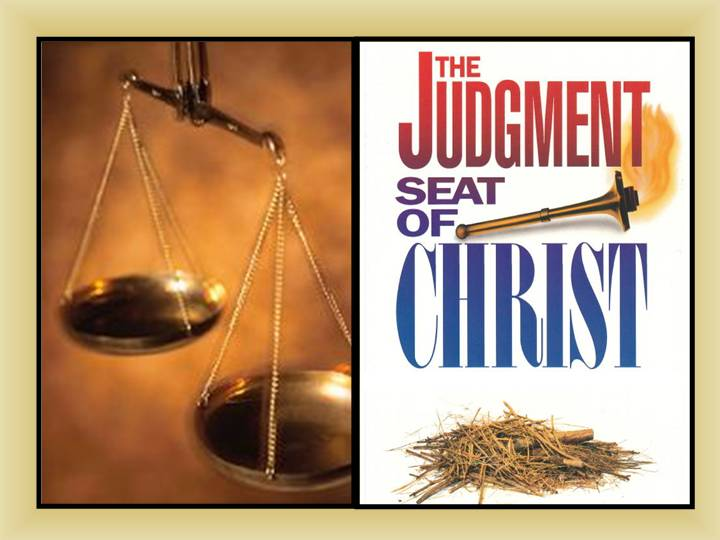 THE
JUDGMENT
SEAT
OF
CHRIST